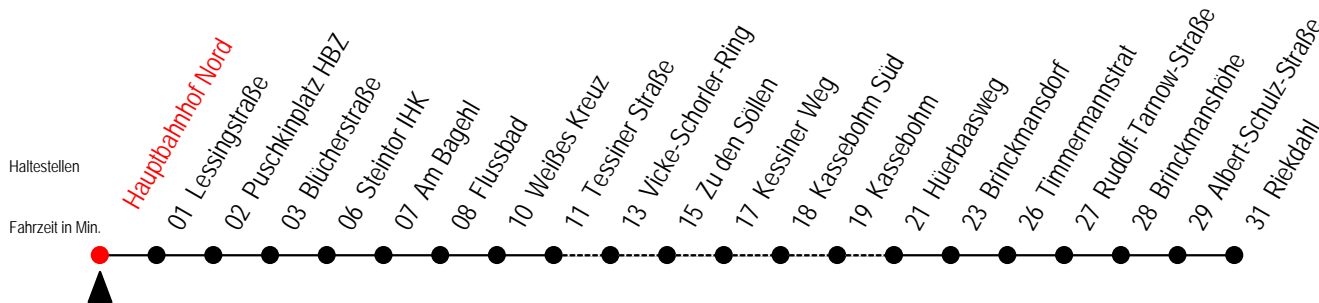 Haltestellen
Fahrzeit in Min.
Hauptbahnhof Nord
01 Lessingstraße
02 Puschkinplatz HBZ
03 Blücherstraße
06 Steintor IHK
07 Am Bagehl
08 Flussbad
10 Weißes Kreuz
11 Tessiner Straße
13 Vicke-Schorler-Ring
15 Zu den Söllen
17 Kessiner Weg
18 Kassebohm Süd
19 Kassebohm
21 Hüerbaasweg
23 Brinckmansdorf
26 Timmermannstrat
27 Rudolf-Tarnow-Straße
28 Brinckmanshöhe
29 Albert-Schulz-Straße
31 Riekdahl